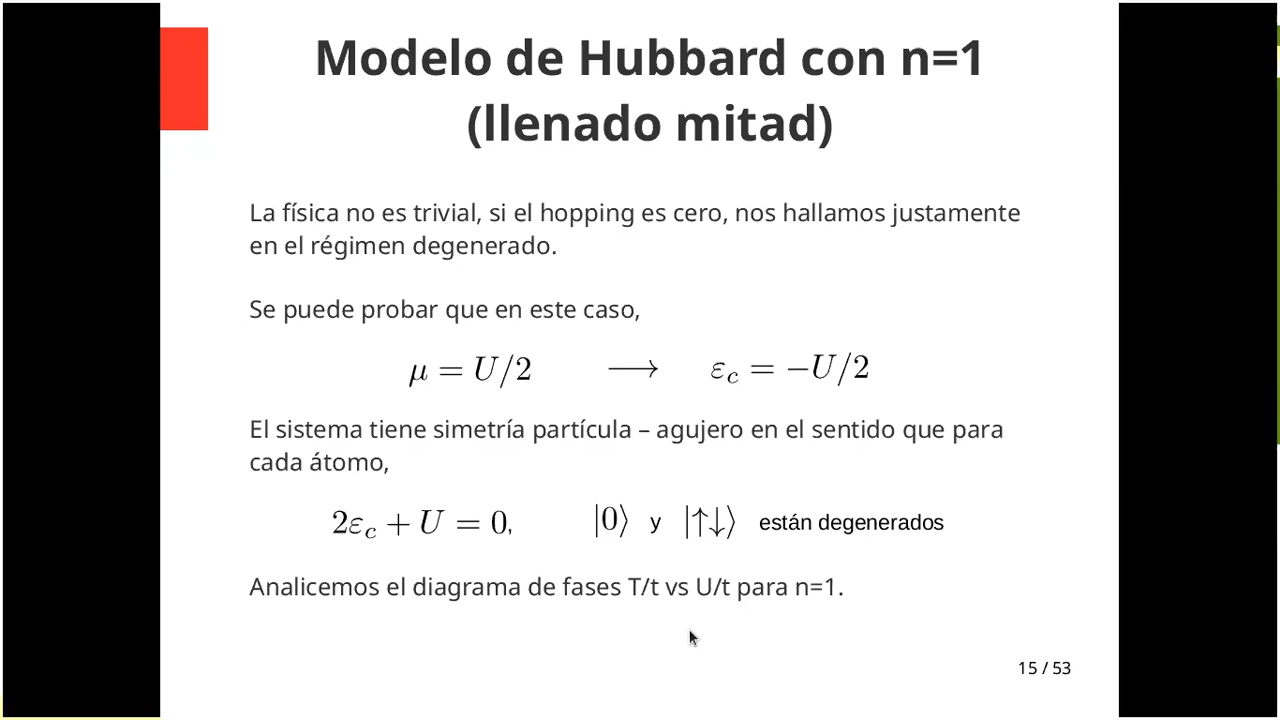 Modelo de Hubbard con n=1
(llenado mitad)
La física no es trivial, si el hopping es cero, nos hallamos justamente
en el régimen degenerado.
Se puede probar que en este caso,
μ = U/2 ⟶ ε_c = −U/2
El sistema tiene simetría partícula – agujero en el sentido que para
cada átomo,
2ε_c + U = 0, |0⟩ y |↑↓⟩ están degenerados
Analicemos el diagrama de fases T/t vs U/t para n=1.
15 / 53